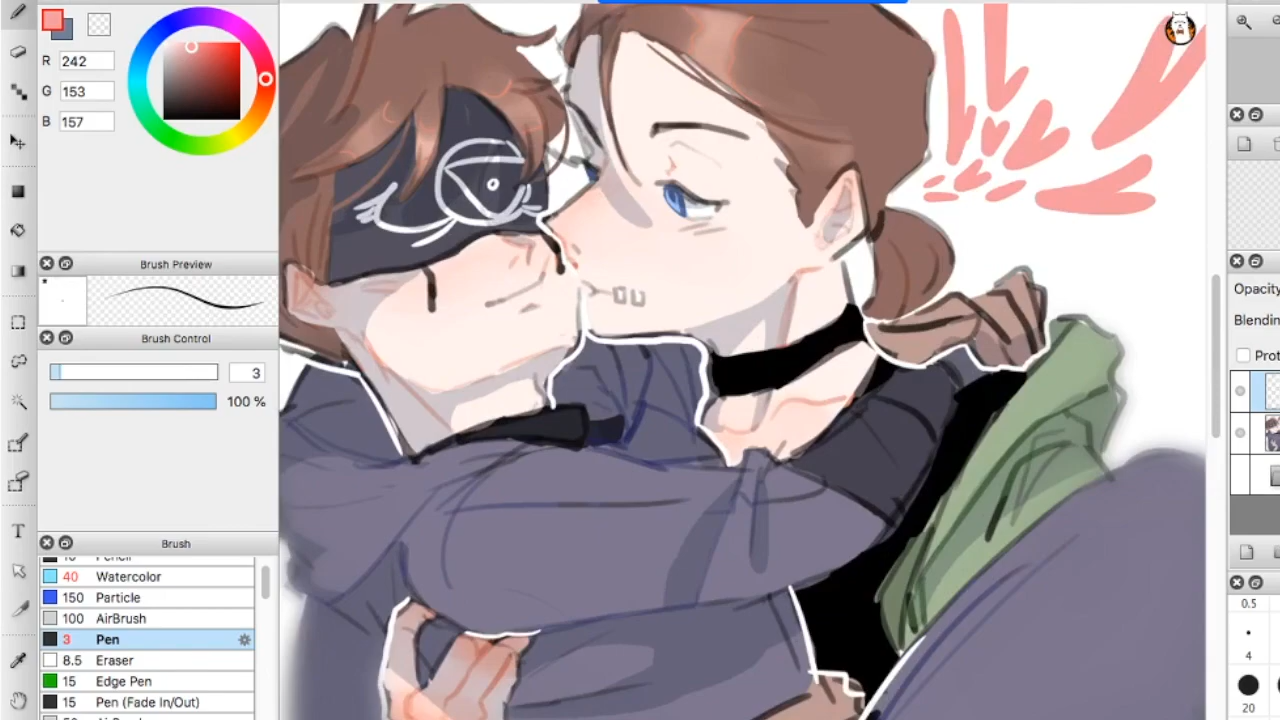 R 242
G 153
B 157
Brush Preview
*
Brush Control
3
100 %
Brush
Pencil
40 Watercolor
150 Particle
100 AirBrush
3 Pen
8.5 Eraser
15 Edge Pen
15 Pen (Fade In/Out)
T
Opacity
Blending
Prot
0.5
4
20